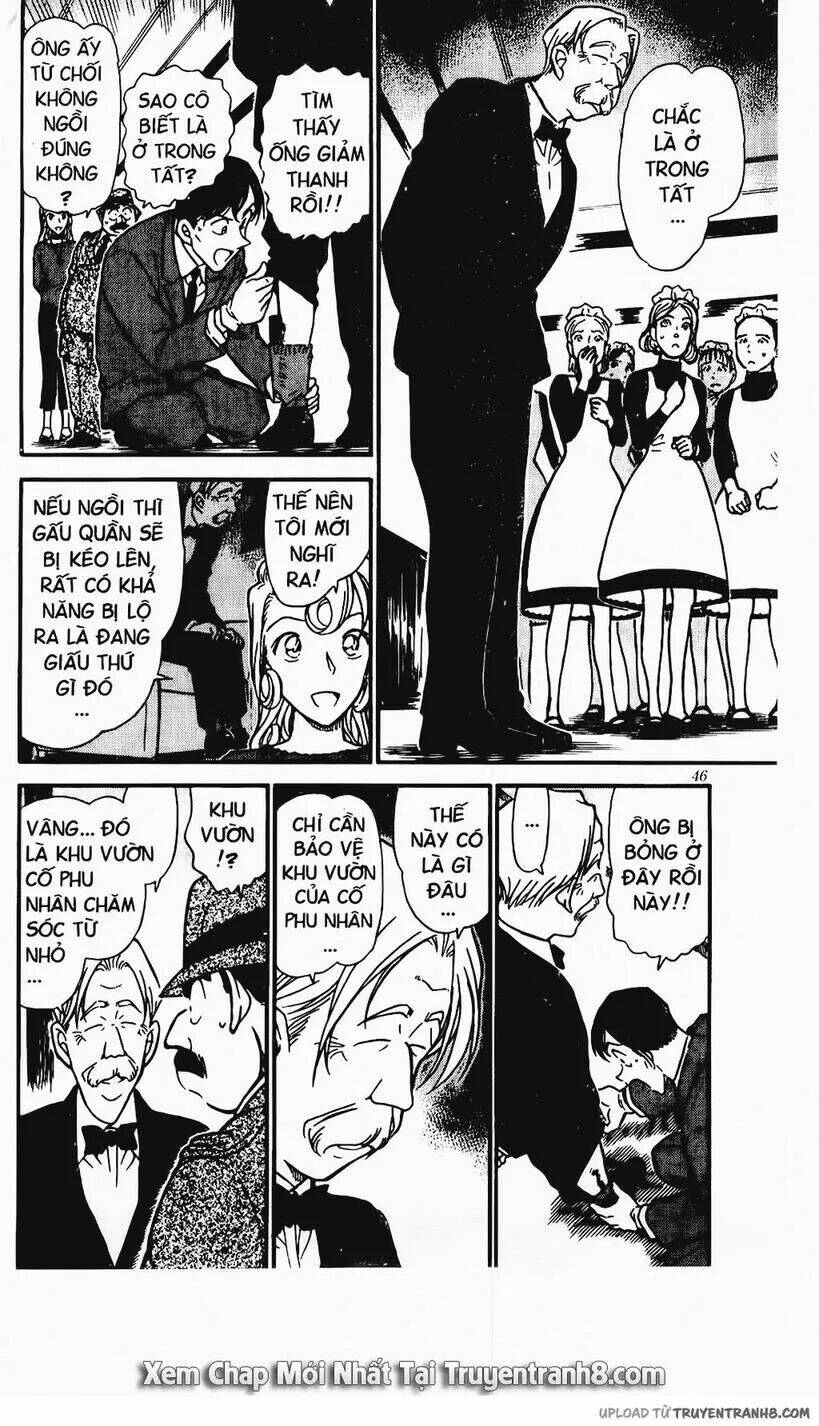 CHẮC
LÀ Ở
TRONG
TẤT
...
TÌM
THẤY
ỐNG GIẢM
THANH
RỒI!!
SAO CÔ
BIẾT LÀ
Ở TRONG
TẤT?
ÔNG ẤY
TỪ CHỐI
KHÔNG
NGỒI
ĐÚNG
KHÔNG
?
THẾ NÊN
TÔI MỚI
NGHĨ
RA!
NẾU NGỒI THÌ
GẤU QUẦN SẼ
BỊ KÉO LÊN,
RẤT CÓ KHẢ
NĂNG BỊ LỘ
RA LÀ ĐANG
GIẤU THỨ
GÌ ĐÓ
...
46
ÔNG BỊ
BỎNG Ở
ĐÂY RỒI
NÀY!!
...
THẾ
NÀY CÓ
LÀ GÌ
ĐÂU
...
CHỈ CẦN
BẢO VỆ
KHU VƯỜN
CỦA CỐ
PHU NHÂN
...
KHU
VƯỜN
!?
VÂNG... ĐÓ
LÀ KHU VƯỜN
CỐ PHU
NHÂN CHĂM
SÓC TỪ
NHỎ
...
Xem Chap Mới Nhất Tại Truyentranh8.com
UPLOAD TỪ TRUYENTRANH8.COM